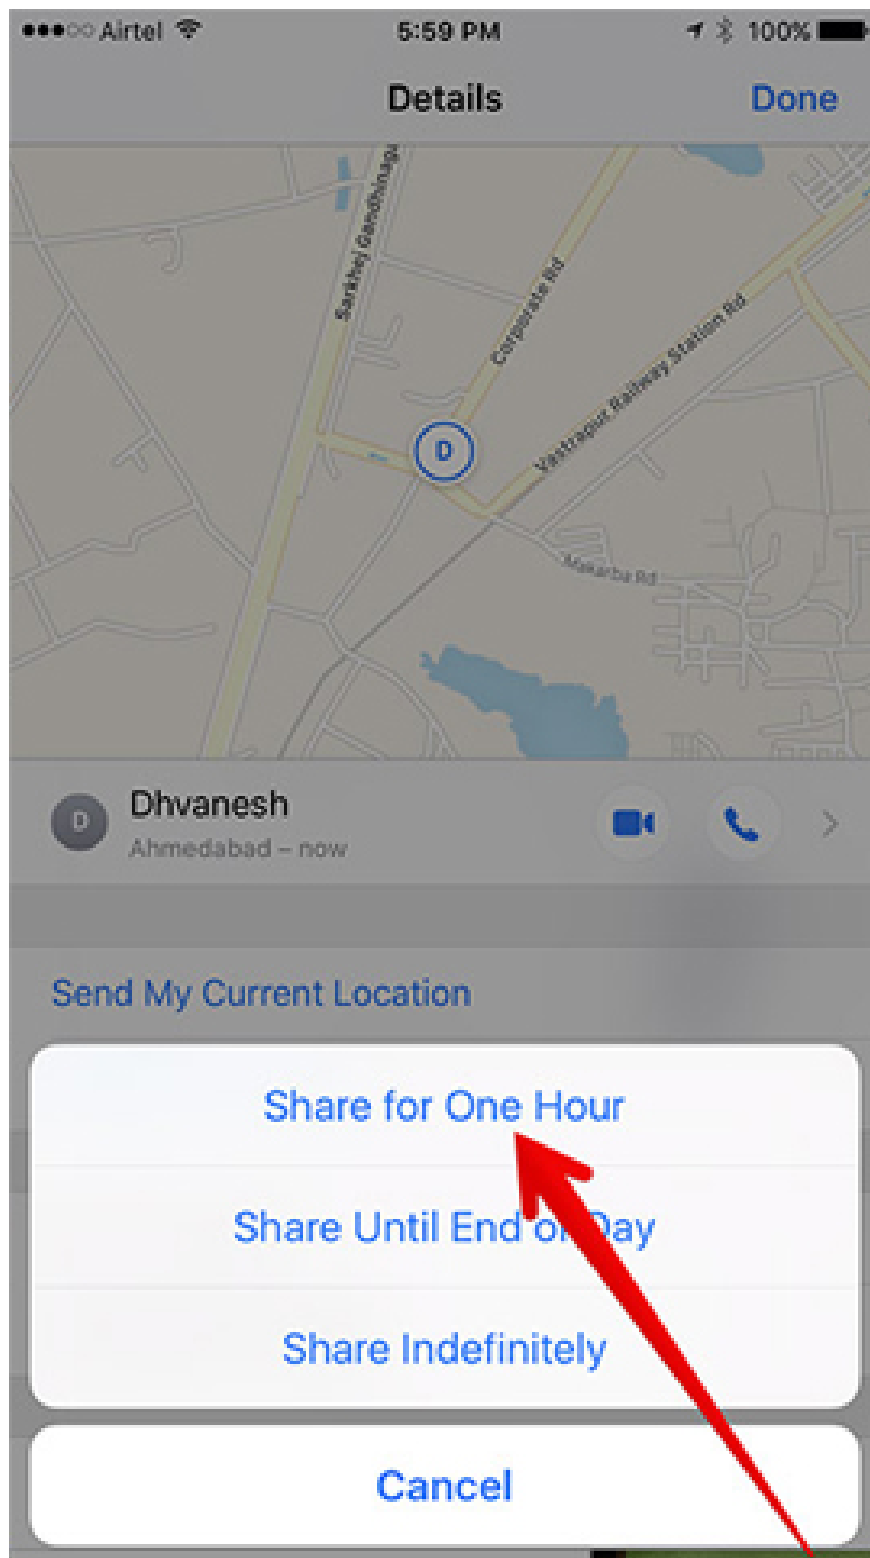 Airtel 5:59 PM 100%
Details Done
Sarkhej Gandhinaga
Corporate Rd
Vastrapur Railway Station Rd
D
Makarba Rd
D
Dhvanesh
Ahmedabad – now
Send My Current Location
Share for One Hour
Share Until End of Day
Share Indefinitely
Cancel